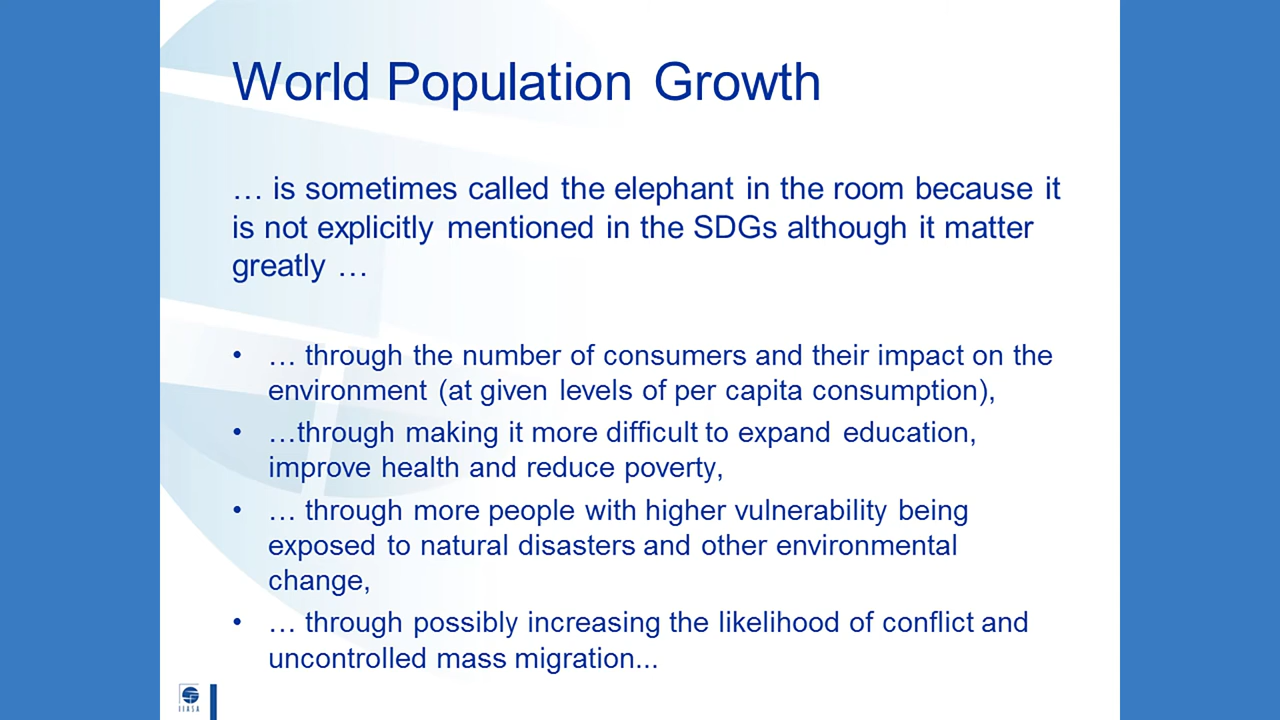 World Population Growth
… is sometimes called the elephant in the room because it
is not explicitly mentioned in the SDGs although it matter
greatly …
• … through the number of consumers and their impact on the
environment (at given levels of per capita consumption),
• …through making it more difficult to expand education,
improve health and reduce poverty,
• … through more people with higher vulnerability being
exposed to natural disasters and other environmental
change,
• … through possibly increasing the likelihood of conflict and
uncontrolled mass migration...
IIASA